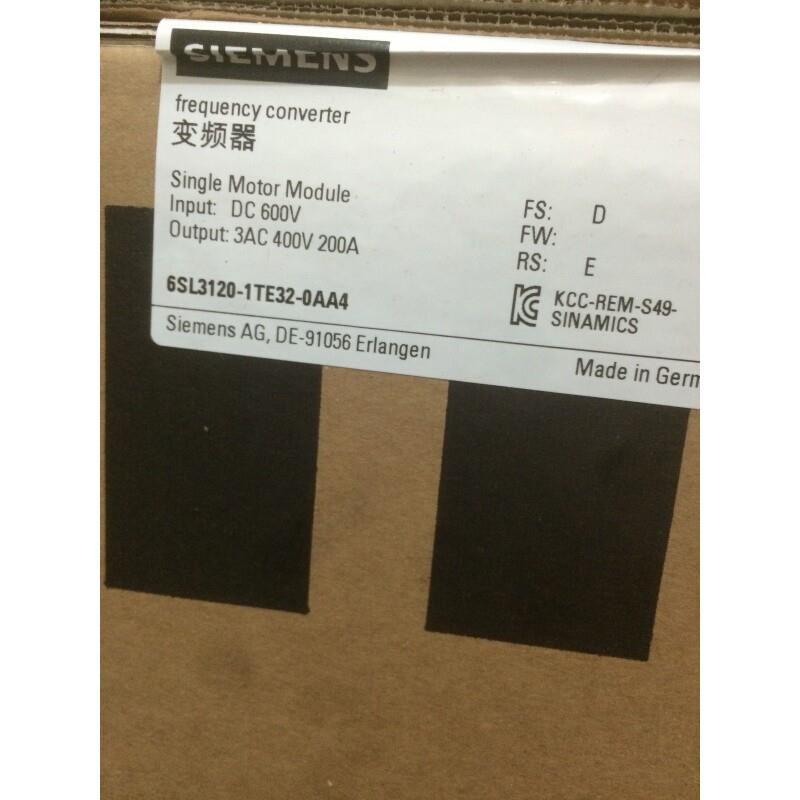 SIEMENS
frequency converter
变频器
Single Motor Module
Input: DC 600V
Output: 3AC 400V 200A
6SL3120-1TE32-0AA4
FS: D
FW:
RS: E
KCC-REM-S49-
SINAMICS
Siemens AG, DE-91056 Erlangen
Made in Germ